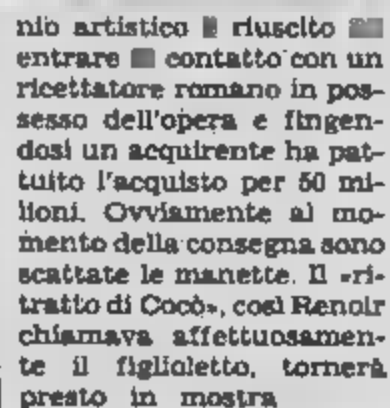 nio artistico riuscito
entrare contatto con un
ricettatore romano in pos-
sesso dell'opera e fingen-
dosi un acquirente ha pat-
tuito l'acquisto per 50 mi-
lioni. Ovviamente al mo-
mento della consegna sono
scattate le manette. Il «ri-
tratto di Cocò», così Renoir
chiamava affettuosamen-
te il figlioletto, tornerà
presto in mostra